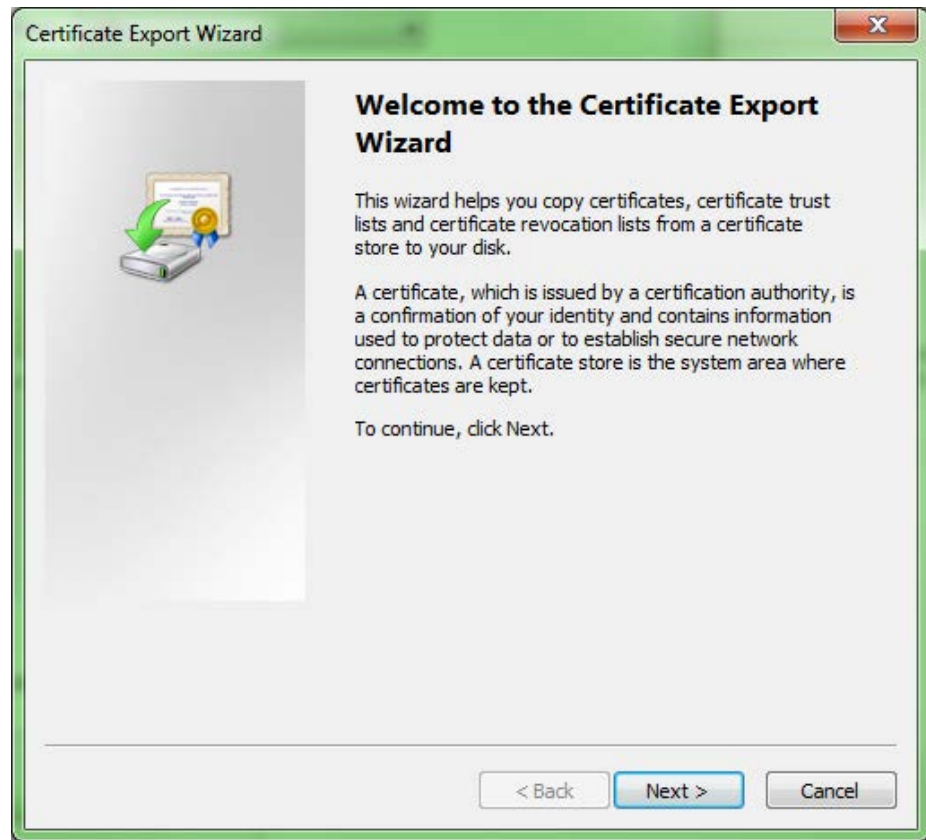 Certificate Export Wizard
X
Welcome to the Certificate Export
Wizard
This wizard helps you copy certificates, certificate trust
lists and certificate revocation lists from a certificate
store to your disk.
A certificate, which is issued by a certification authority, is
a confirmation of your identity and contains information
used to protect data or to establish secure network
connections. A certificate store is the system area where
certificates are kept.
To continue, click Next.
< Back Next > Cancel